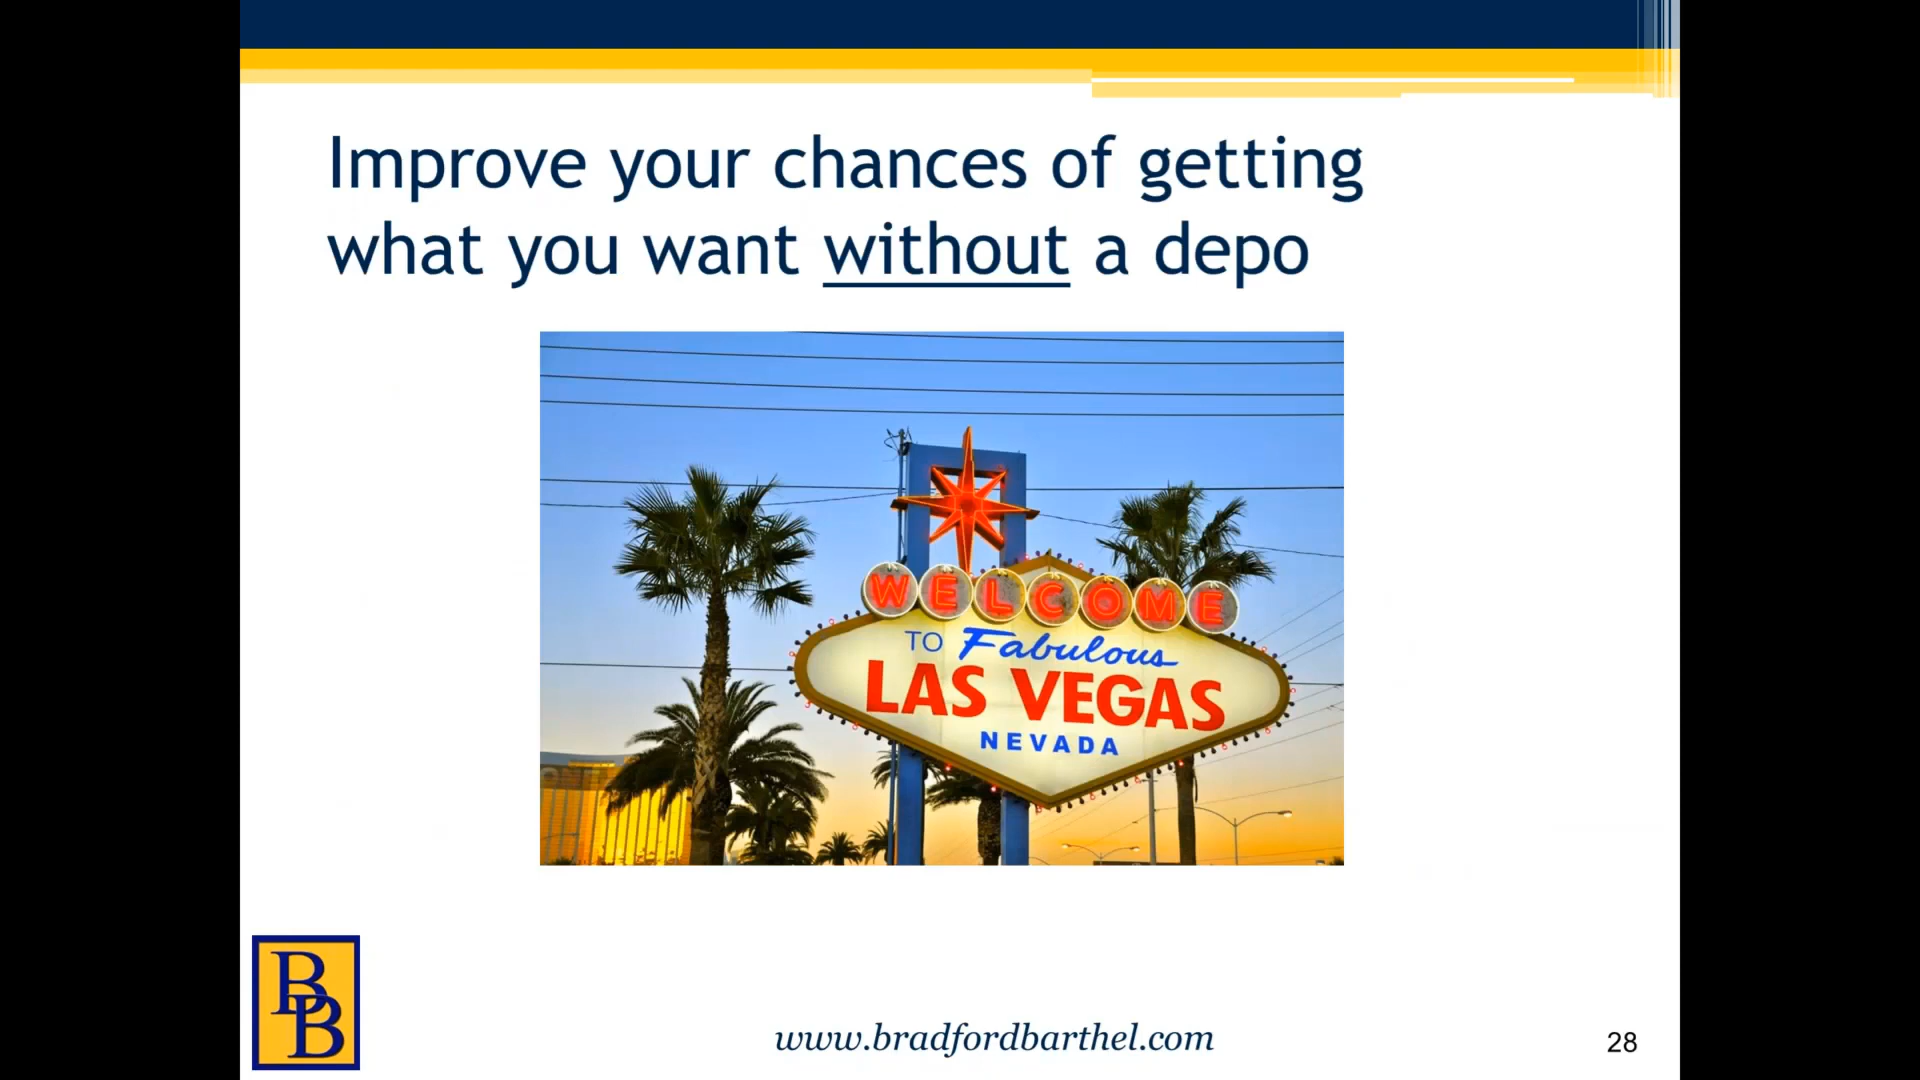 Improve your chances of getting
what you want without a depo
WELCOME
TO Fabulous
LAS VEGAS
NEVADA
BB
www.bradfordbarthel.com
28